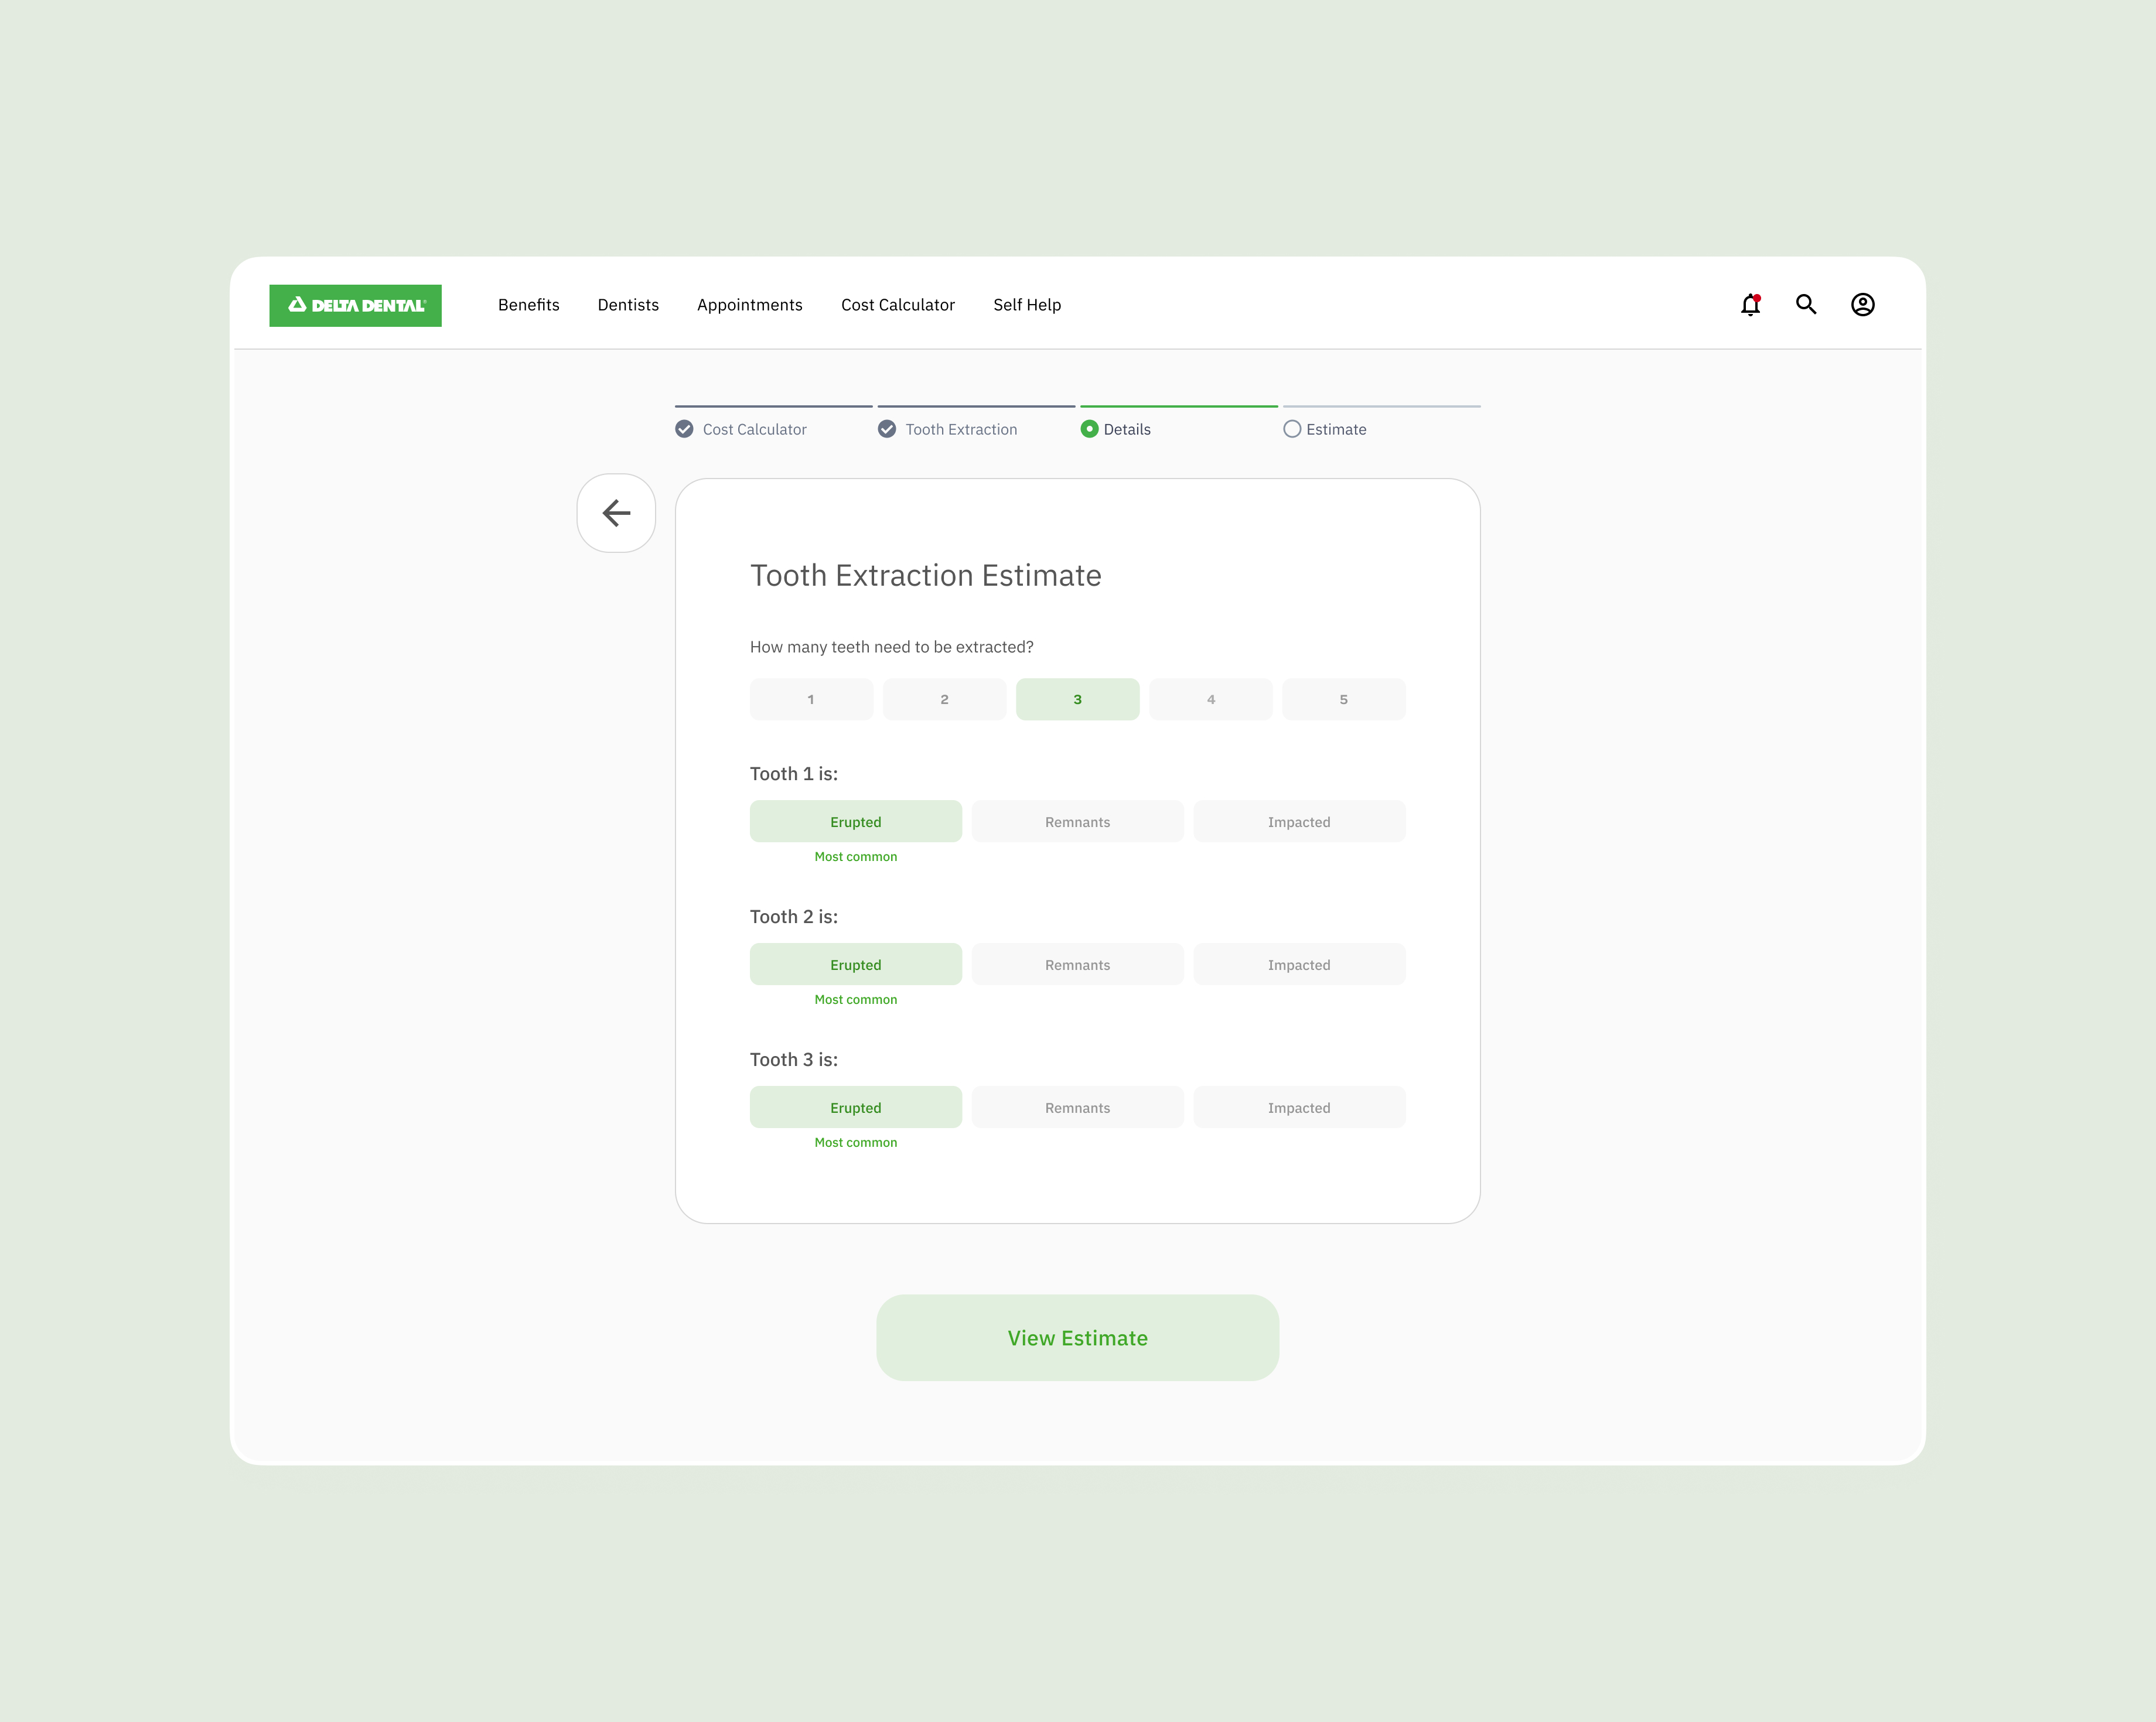 DELTA DENTAL
Benefits Dentists Appointments Cost Calculator Self Help
Cost Calculator Tooth Extraction Details Estimate
Tooth Extraction Estimate
How many teeth need to be extracted?
1 2 3 4 5
Tooth 1 is:
Erupted Remnants Impacted
Most common
Tooth 2 is:
Erupted Remnants Impacted
Most common
Tooth 3 is:
Erupted Remnants Impacted
Most common
View Estimate